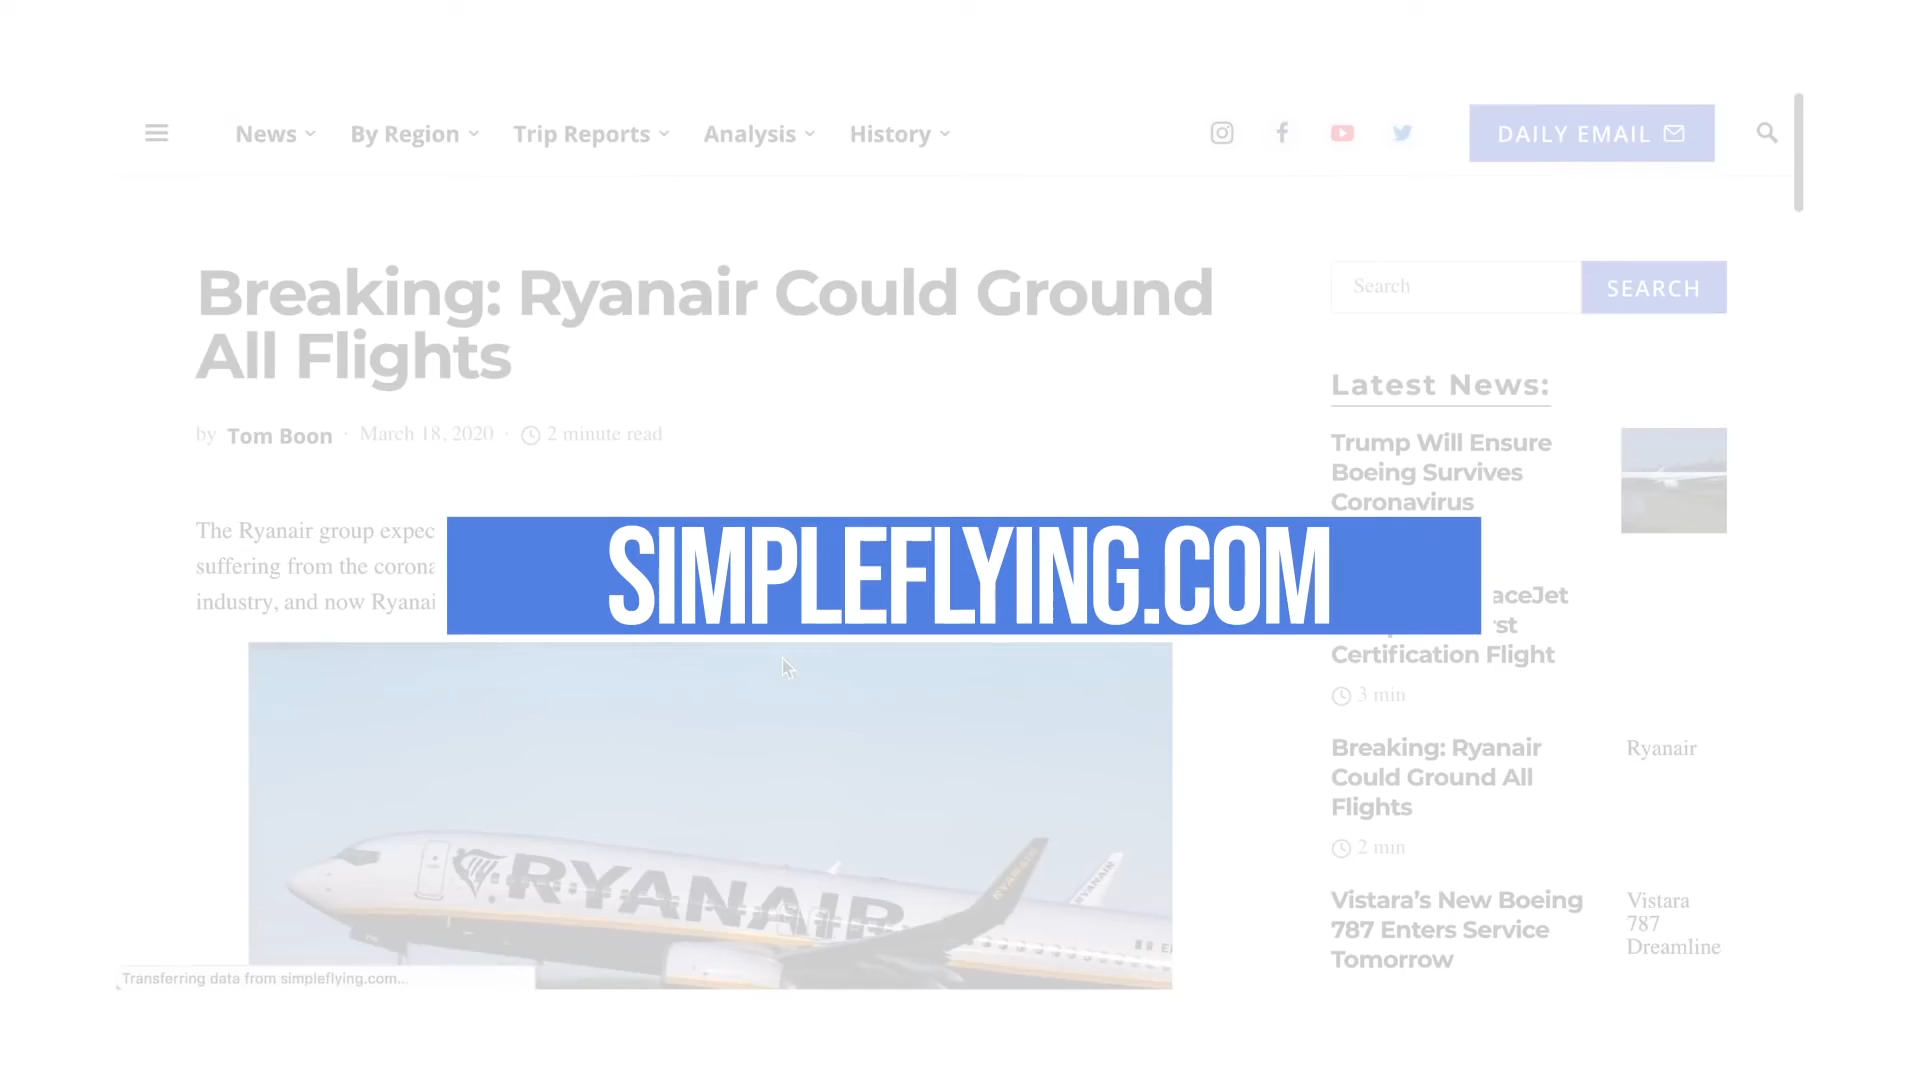 News By Region Trip Reports Analysis History DAILY EMAIL
Breaking: Ryanair Could Ground
All Flights
by Tom Boon · March 18, 2020 · 2 minute read
The Ryanair group expec
suffering from the corona
industry, and now Ryanai
SIMPLEFLYING.COM
RYANAIR
RYANAIR
RYANAIR
Transferring data from simpleflying.com...
Search SEARCH
Latest News:
Trump Will Ensure
Boeing Survives
Coronavirus
aceJet
rst
Certification Flight
3 min
Breaking: Ryanair
Could Ground All
Flights
Ryanair
2 min
Vistara’s New Boeing
787 Enters Service
Tomorrow
Vistara
787
Dreamline